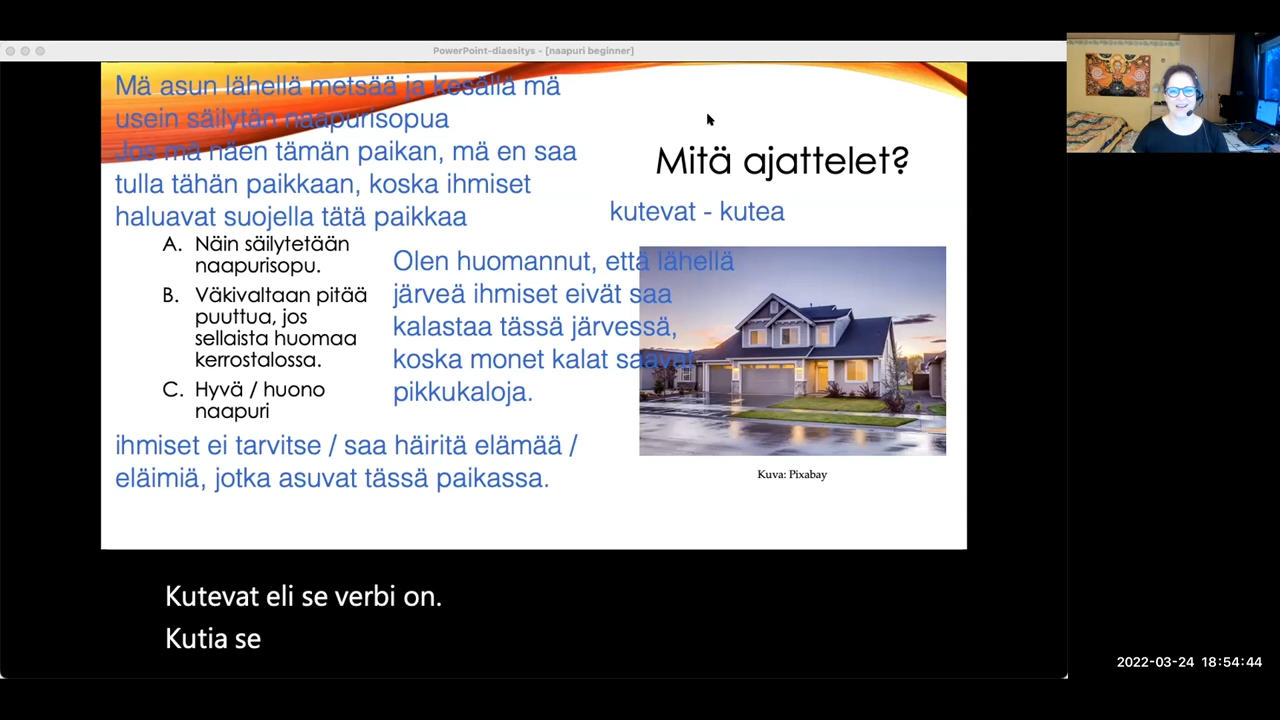 PowerPoint-diaesitys - [naapuri beginner]
Mä asun lähellä metsää ja kesällä mä
usein säilytän naapurisopua
Jos mä näen tämän paikan, mä en saa
tulla tähän paikkaan, koska ihmiset
haluavat suojella tätä paikkaa
Mitä ajattelet?
kutevat - kutea
A. Näin säilytetään
naapurisopu.
B. Väkivaltaan pitää
puuttua, jos
sellaista huomaa
kerrostalossa.
C. Hyvä / huono
naapuri
Olen huomannut, että lähellä
järveä ihmiset eivät saa
kalastaa tässä järvessä,
koska monet kalat saavat
pikkukaloja.
ihmiset ei tarvitse / saa häiritä elämää /
eläimiä, jotka asuvat tässä paikassa.
Kuva: Pixabay
Kutevat eli se verbi on.
Kutia se
2022-03-24 18:54:44